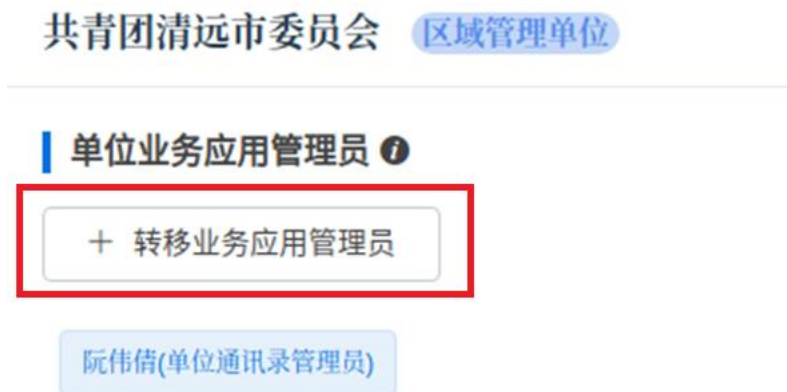 共青团清远市委员会 区域管理单位
单位业务应用管理员
+ 转移业务应用管理员
阮伟倩(单位通讯录管理员)